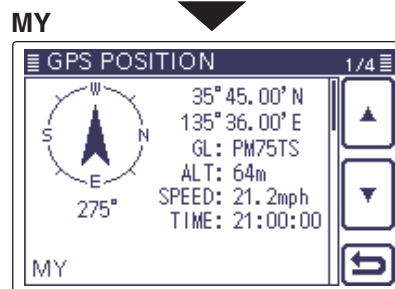 MY
GPS POSITION 1/4
W
S N
E
275°
35°45.00’N
135°36.00’E
GL: PM75TS
ALT: 64m
SPEED: 21.2mph
TIME: 21:00:00
MY